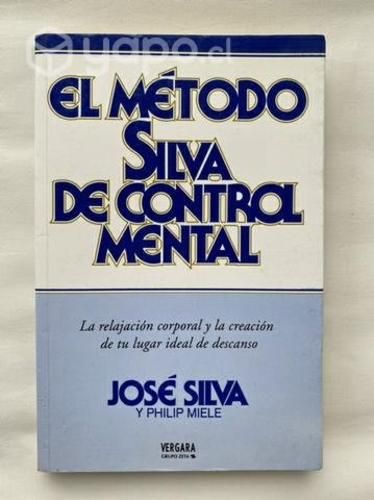 yapo.cl
EL MÉTODO
SILVA
DE CONTROL
MENTAL
La relajación corporal y la creación
de tu lugar ideal de descanso
JOSÉ SILVA
Y PHILIP MIELE
VERGARA
GRUPO ZETA